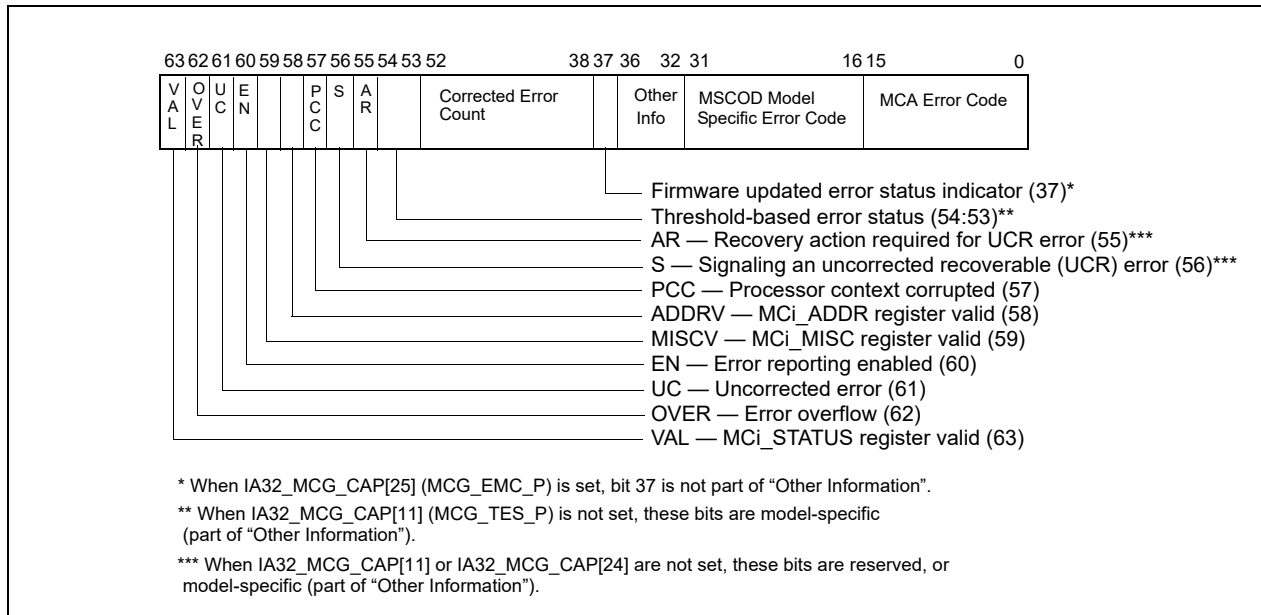 63 62 61 60 59 58 57 56 55 54 53 52 38 37 36 32 31 16 15 0
VAL OVER UC EN PCC S AR Corrected Error Count Other Info MSCOD Model Specific Error Code MCA Error Code
Firmware updated error status indicator (37)*
Threshold-based error status (54:53)**
AR — Recovery action required for UCR error (55)***
S — Signaling an uncorrected recoverable (UCR) error (56)***
PCC — Processor context corrupted (57)
ADDRV — MCi_ADDR register valid (58)
MISCV — MCi_MISC register valid (59)
EN — Error reporting enabled (60)
UC — Uncorrected error (61)
OVER — Error overflow (62)
VAL — MCi_STATUS register valid (63)
* When IA32_MCG_CAP[25] (MCG_EMC_P) is set, bit 37 is not part of “Other Information”.
** When IA32_MCG_CAP[11] (MCG_TES_P) is not set, these bits are model-specific
(part of “Other Information”).
*** When IA32_MCG_CAP[11] or IA32_MCG_CAP[24] are not set, these bits are reserved, or
model-specific (part of “Other Information”).